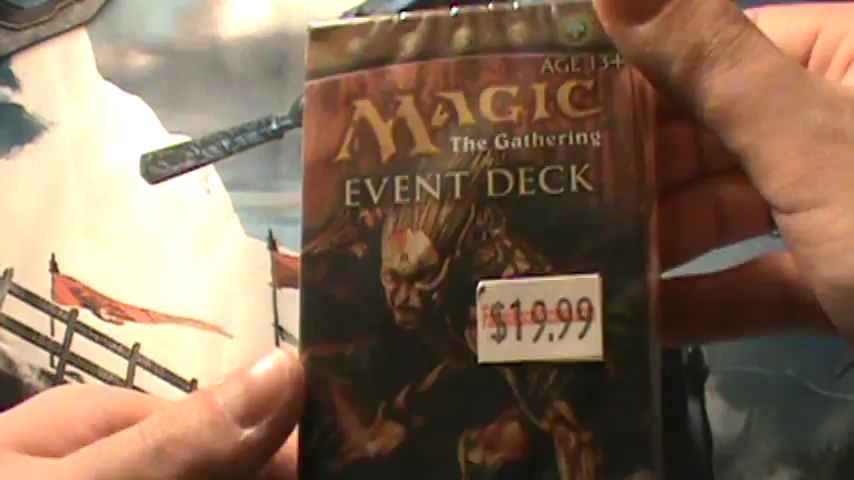 AGE 13+
MAGIC
The Gathering
EVENT DECK
$19.99